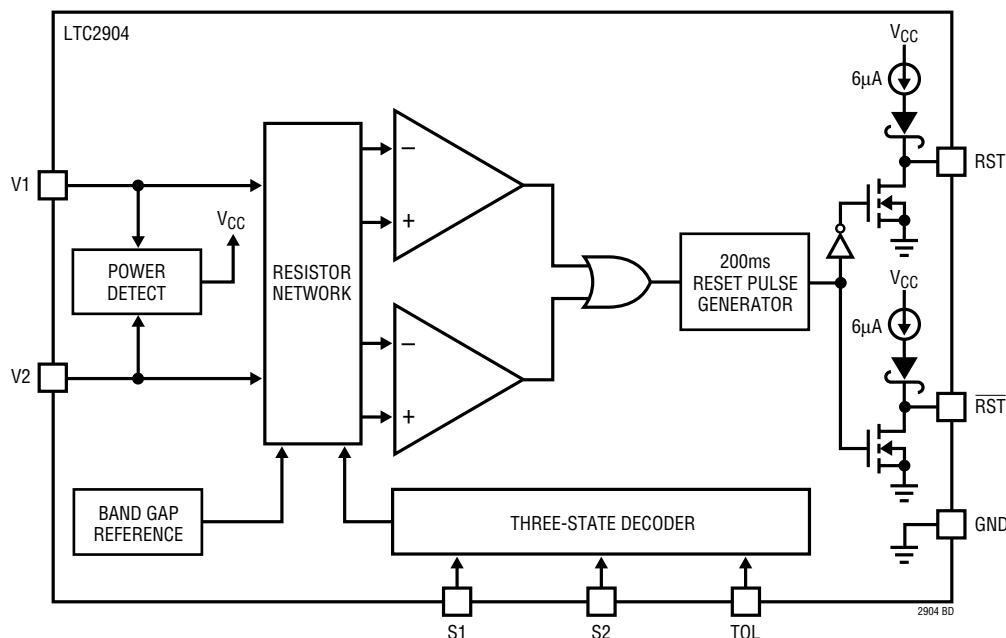 LTC2904
VCC
6µA
RST
V1
VCC
POWER
DETECT
RESISTOR
NETWORK
−
+
200ms
RESET PULSE
GENERATOR
VCC
6µA
V2
−
+
R̅S̅T̅
BAND GAP
REFERENCE
THREE-STATE DECODER
GND
S1
S2
TOL
2904 BD